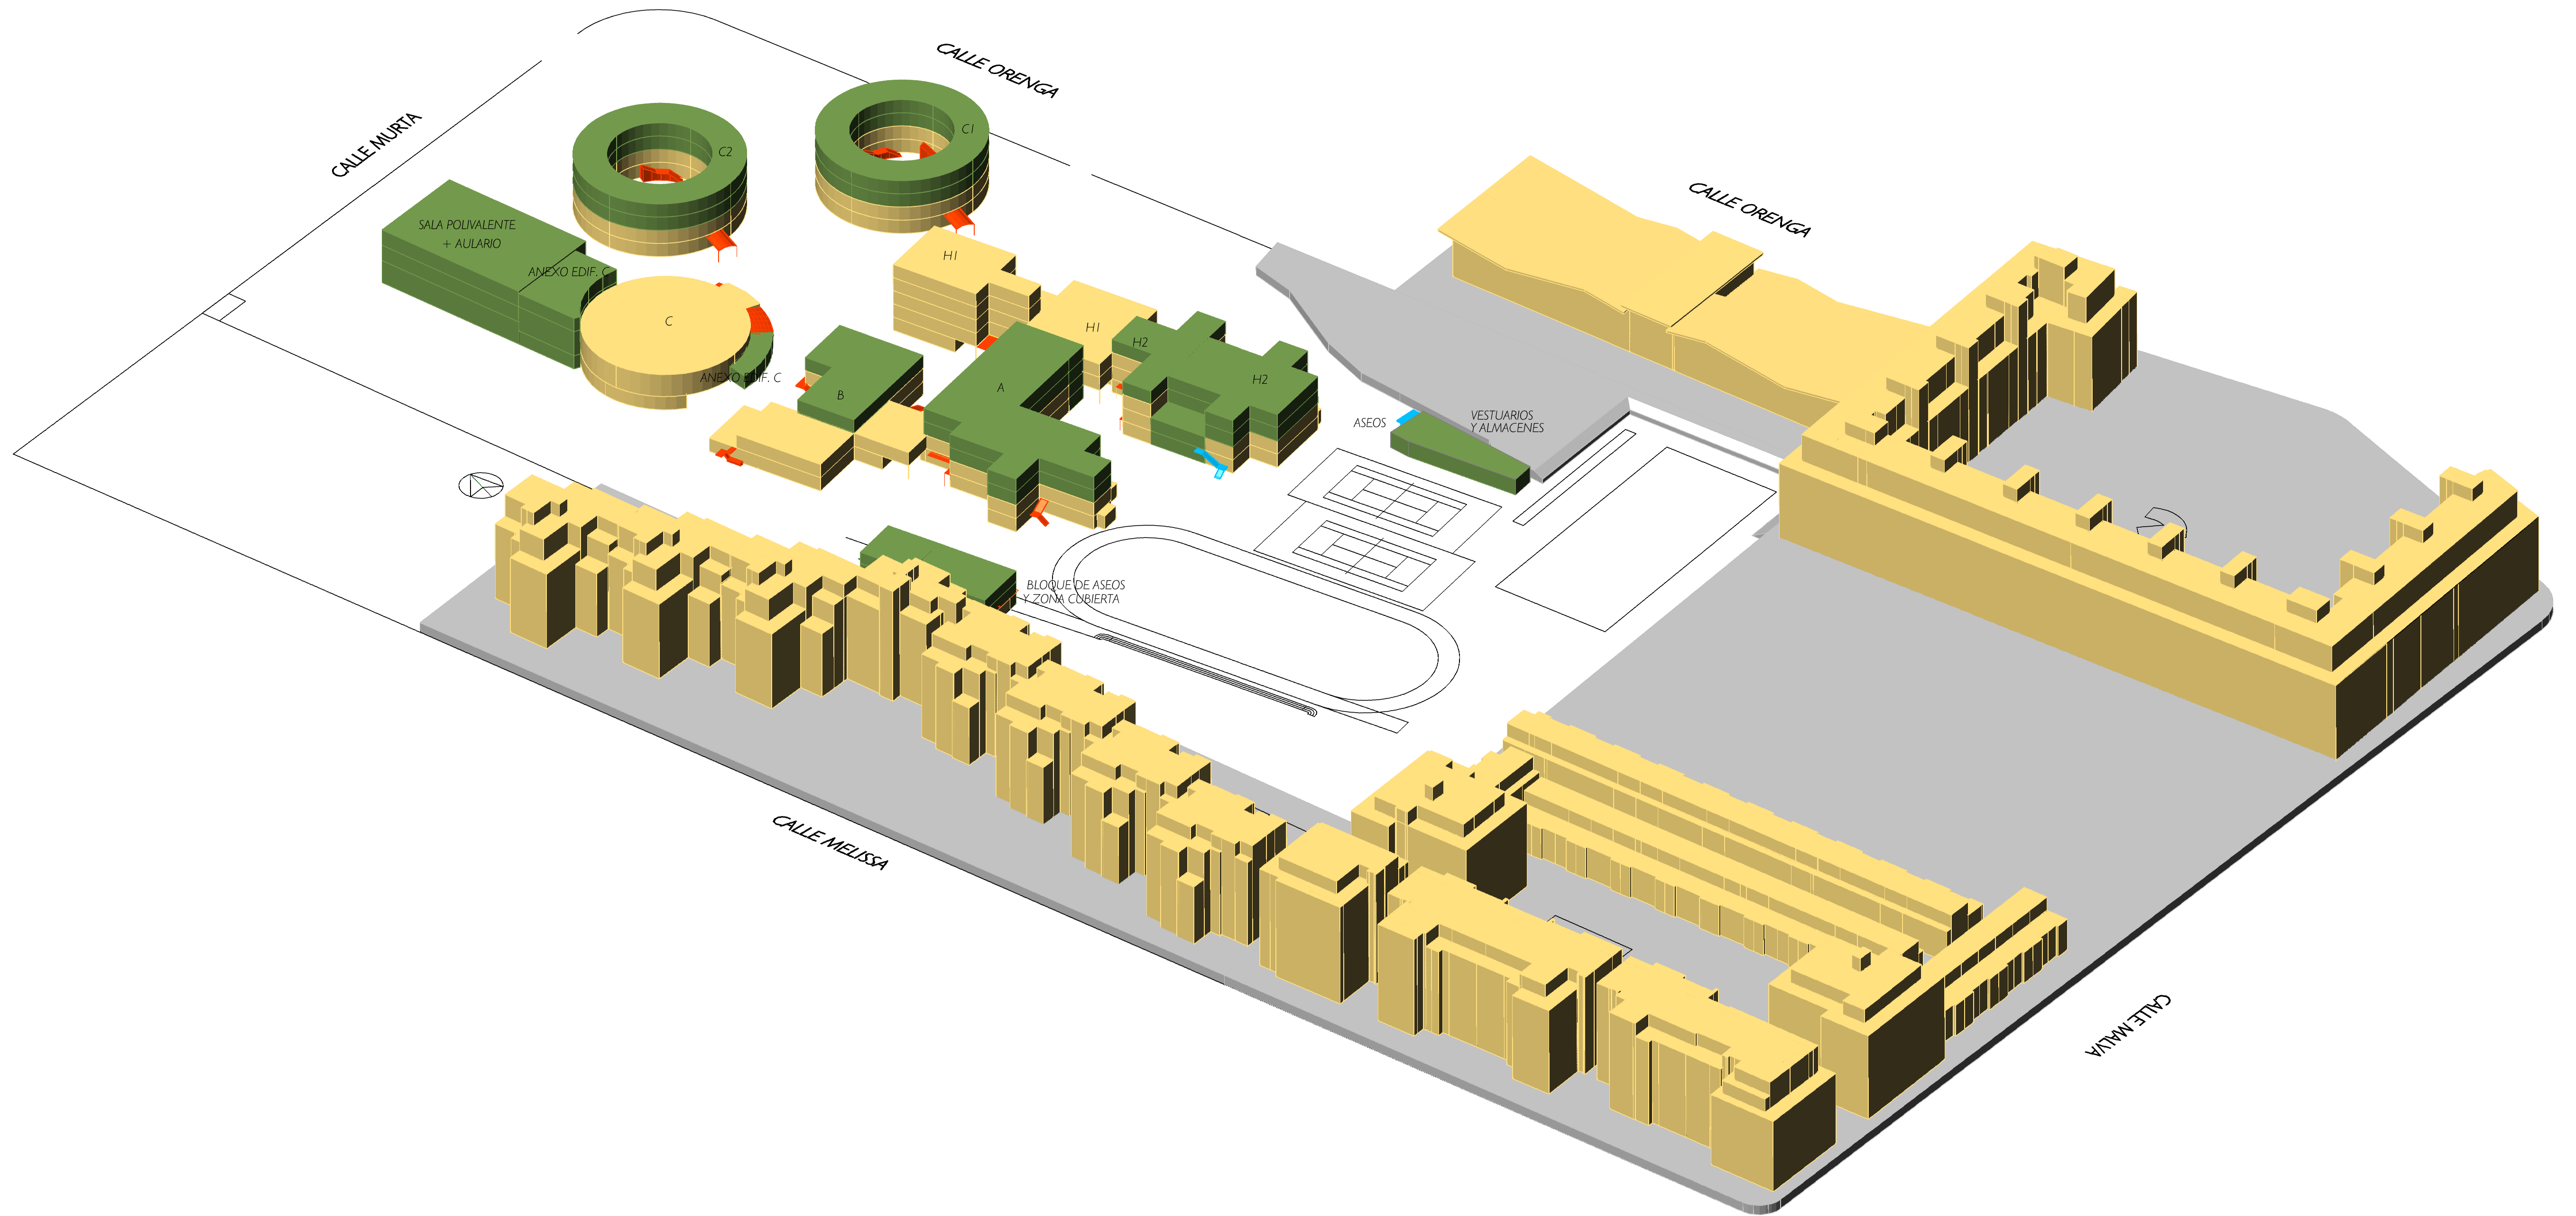 CALLE ORENGA
CALLE MURTA
C1
C2
CALLE ORENGA
SALA POLIVALENTE
+ AULARIO
H1
ANEXO EDIF. C
C
H1
H2
H2
ANEXO EDIF. C
A
B
ASEOS
VESTUARIOS
Y ALMACENES
BLOQUE DE ASEOS
Y ZONA CUBIERTA
CALLE MELISSA
CALLE MALVA